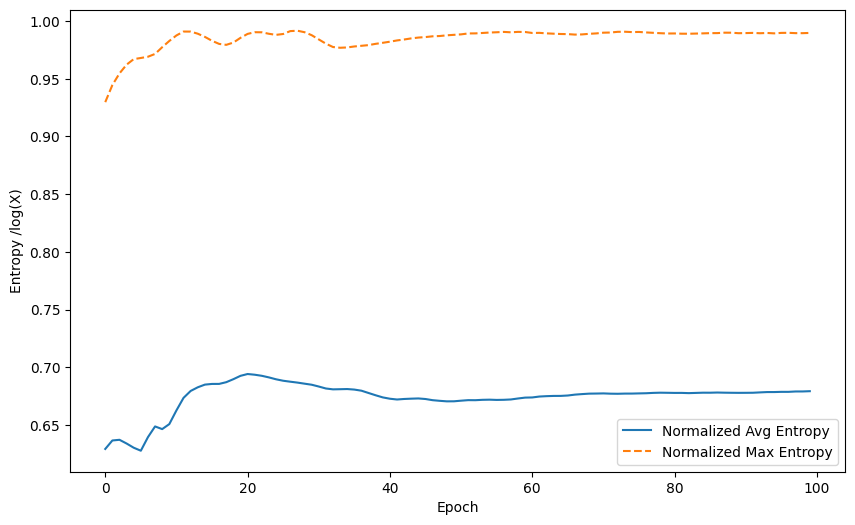 1.00
0.95
0.90
0.85
0.80
0.75
0.70
0.65
Entropy /log(X)
Normalized Avg Entropy
Normalized Max Entropy
0 20 40 60 80 100
Epoch